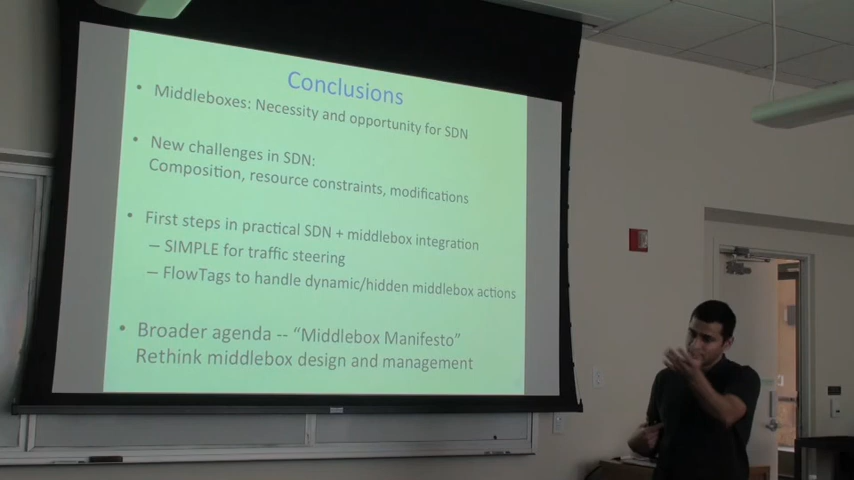 Conclusions
• Middleboxes: Necessity and opportunity for SDN
• New challenges in SDN:
Composition, resource constraints, modifications
• First steps in practical SDN + middlebox integration
– SIMPLE for traffic steering
– FlowTags to handle dynamic/hidden middlebox actions
• Broader agenda -- “Middlebox Manifesto”
Rethink middlebox design and management